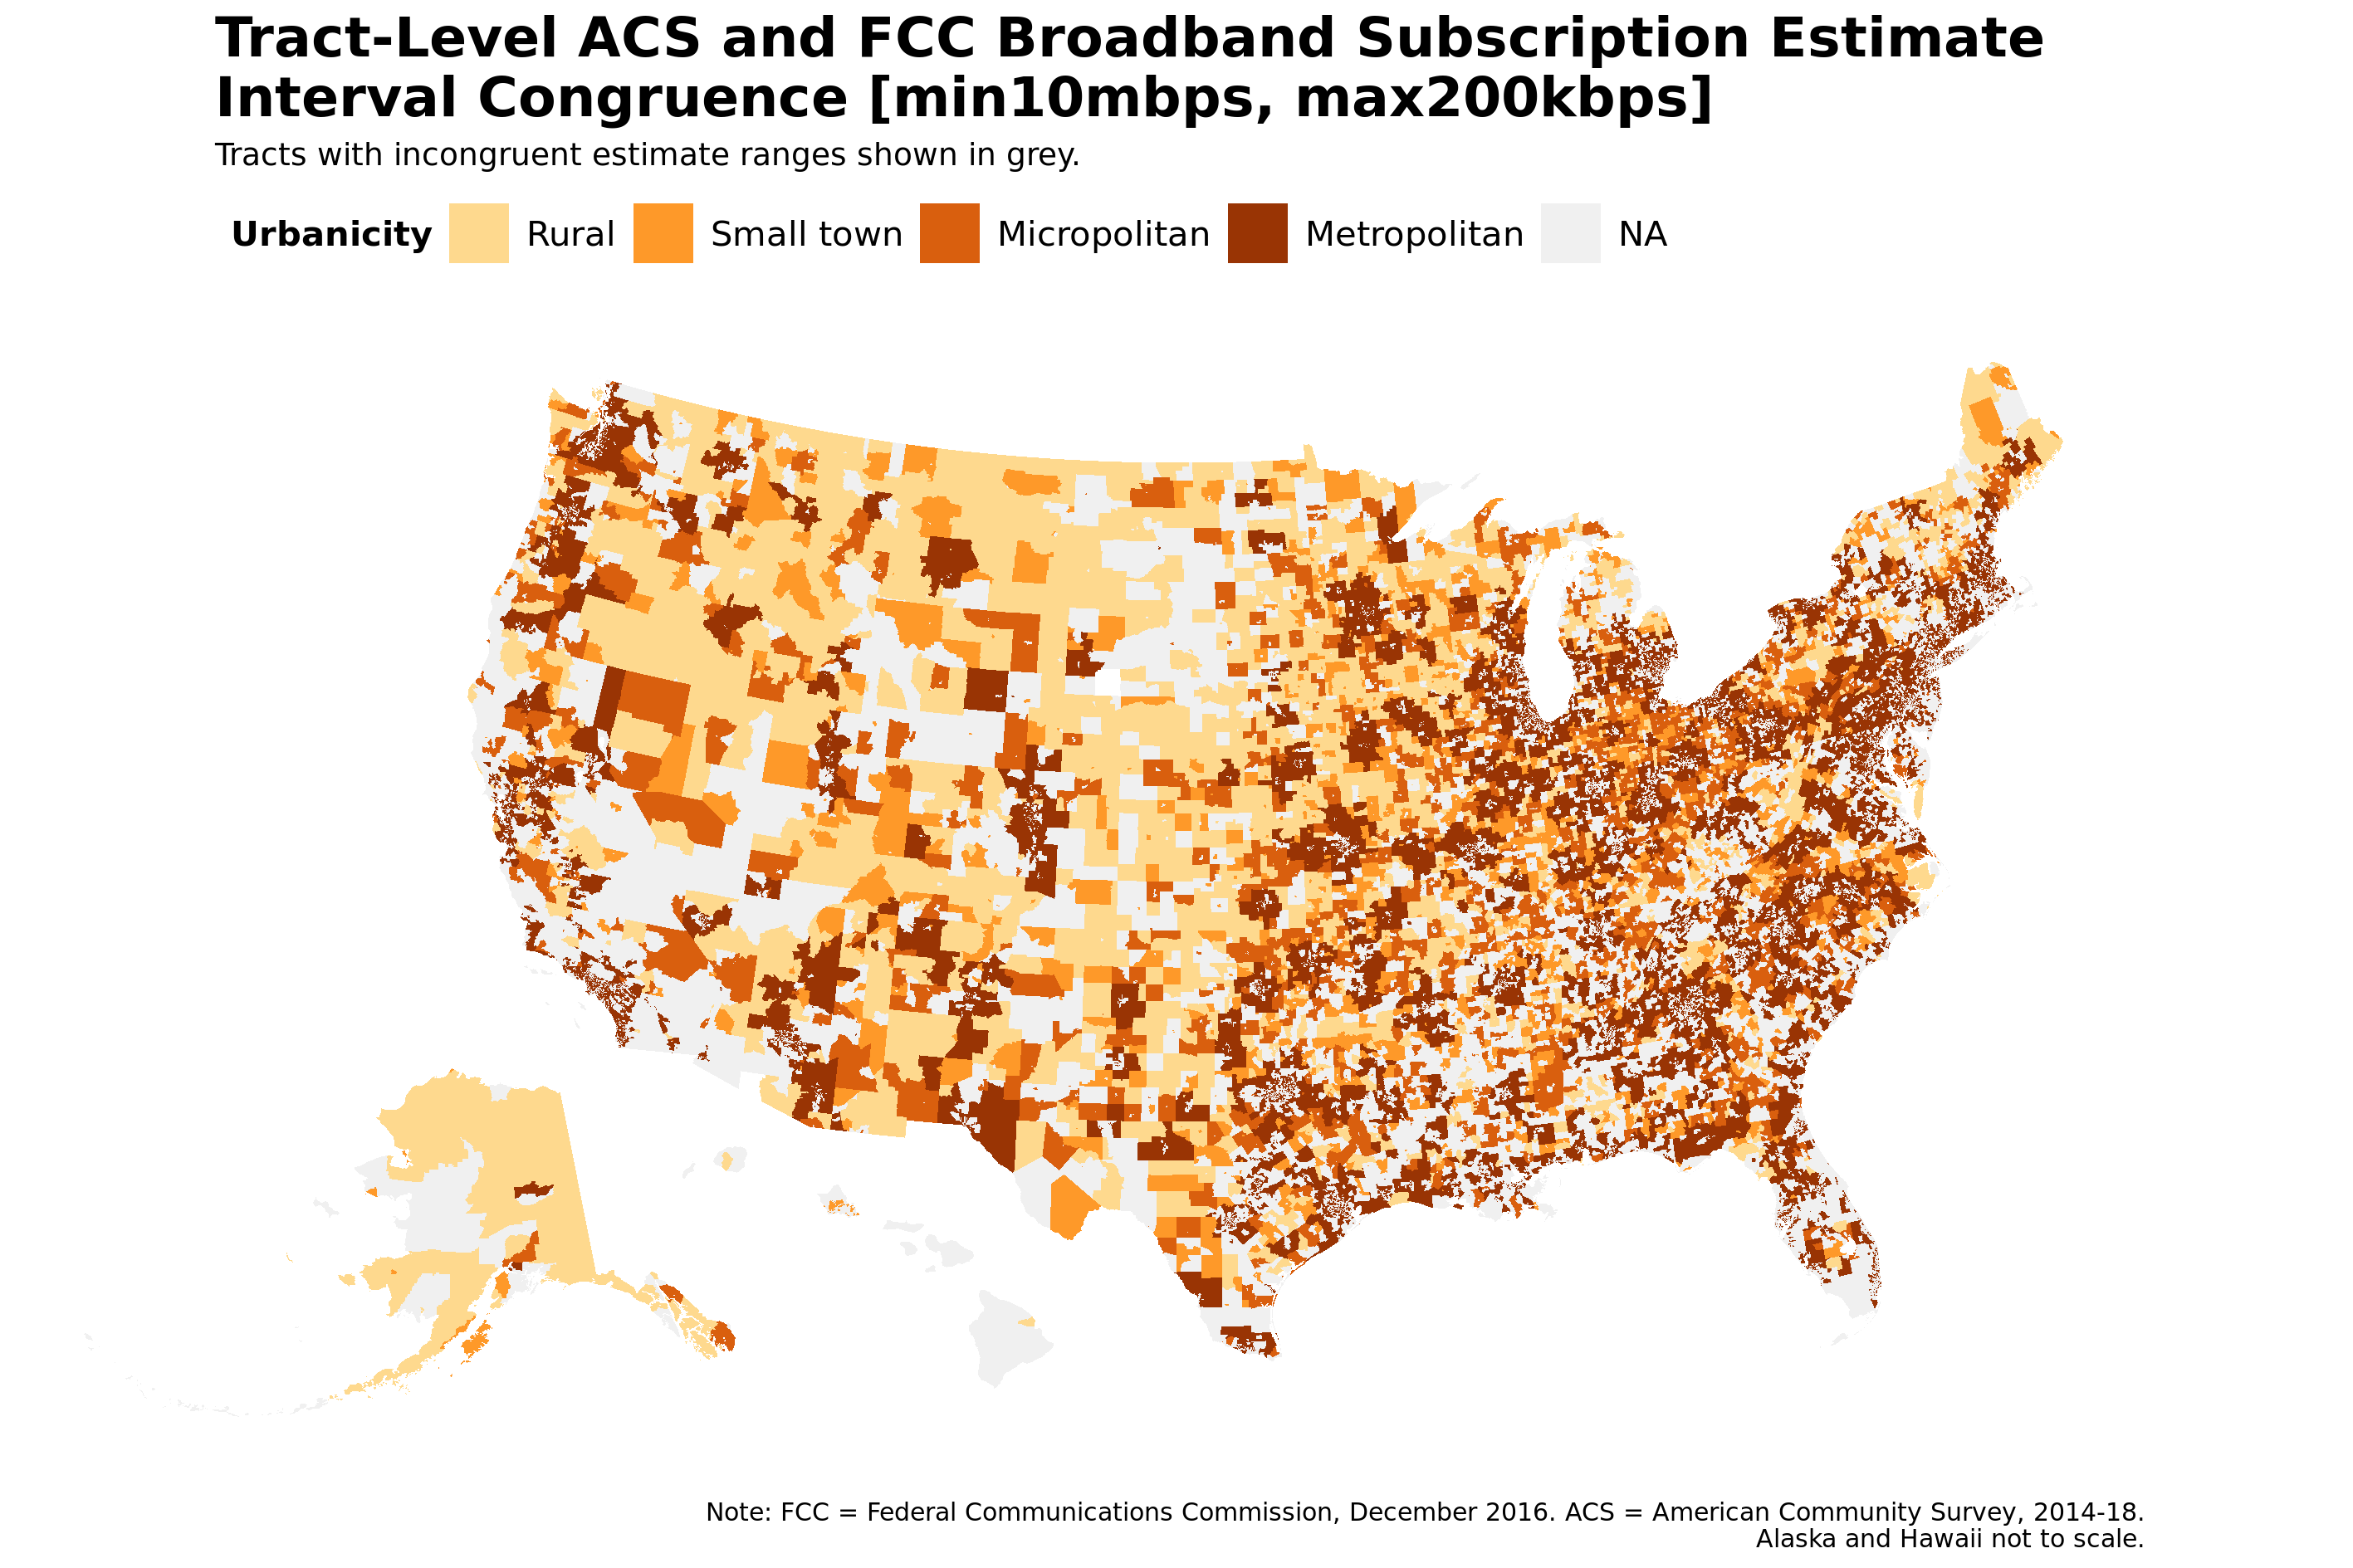 Tract-Level ACS and FCC Broadband Subscription Estimate
Interval Congruence [min10mbps, max200kbps]
Tracts with incongruent estimate ranges shown in grey.
Urbanicity Rural Small town Micropolitan Metropolitan NA
Note: FCC = Federal Communications Commission, December 2016. ACS = American Community Survey, 2014-18.
Alaska and Hawaii not to scale.